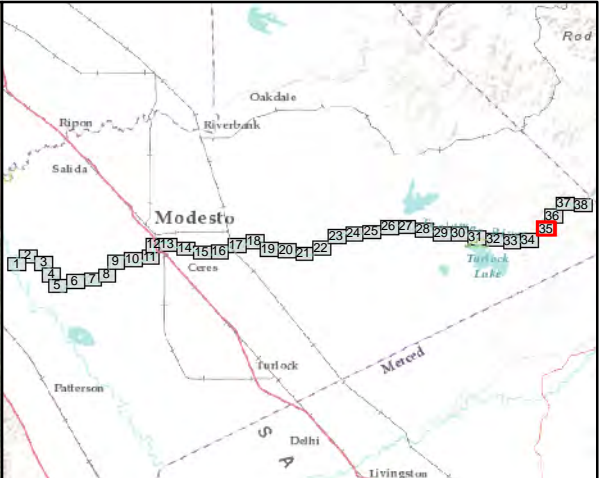 Rod
Oakdale
Ripon
Riverbank
Salida
Modesto
37 38
36
35
23 24 25 26 27 28 29 30 31 32 33 34
12 13 14 15 16 17 18 19 20 21 22
1 2 3 4 5 6 7 8 9 10 11
Ceres
Turlock
Lake
Merced
Turlock
Patterson
S A
Delhi
Livingston